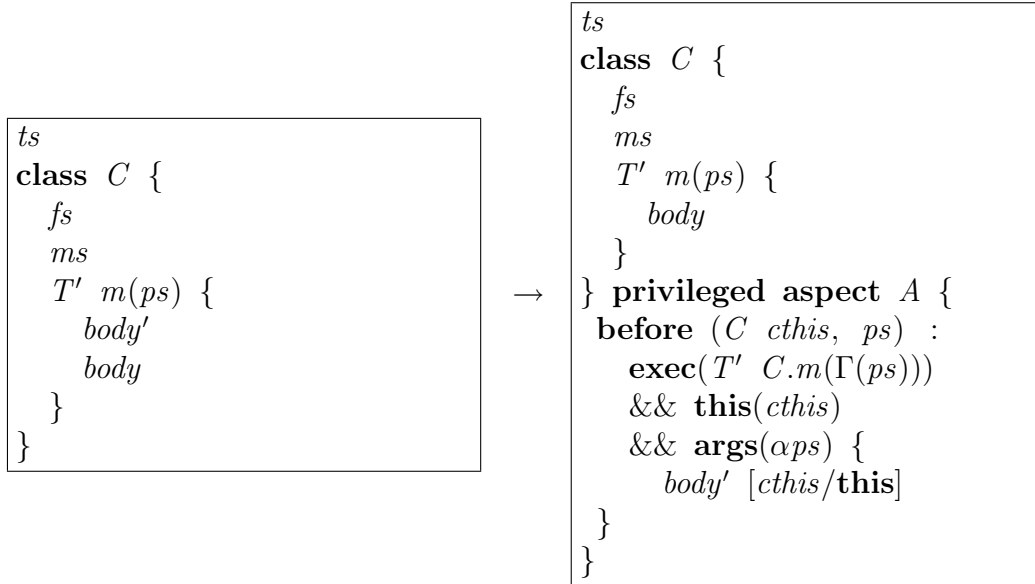 ts
class C {
fs
ms
T′ m(ps) {
body′
body
}
}
→
ts
class C {
fs
ms
T′ m(ps) {
body
}
} privileged aspect A {
before (C cthis, ps) :
exec(T′ C.m(Γ(ps)))
&& this(cthis)
&& args(αps) {
body′ [cthis/this]
}
}